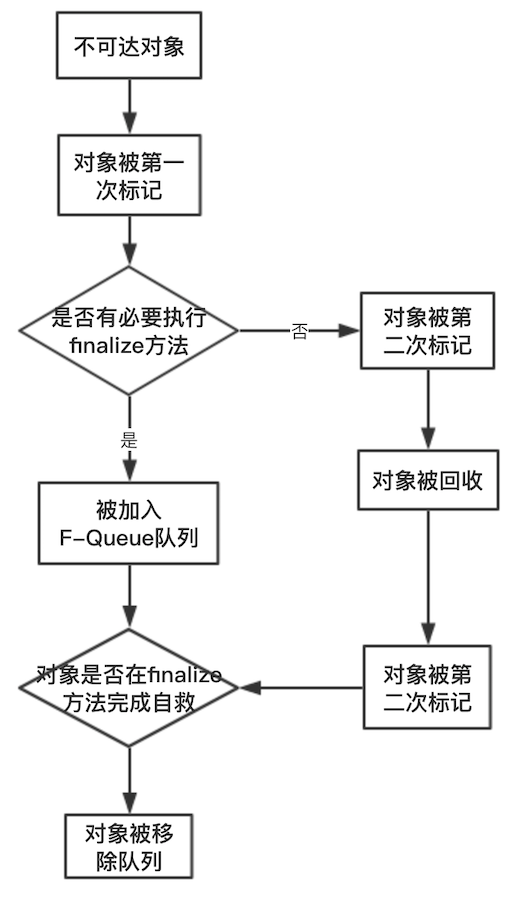 不可达对象
对象被第一
次标记
是否有必要执行
finalize方法
否
对象被第
二次标记
是
对象被回收
被加入
F-Queue队列
对象是否在finalize
方法完成自救
对象被第
二次标记
对象被移
除队列